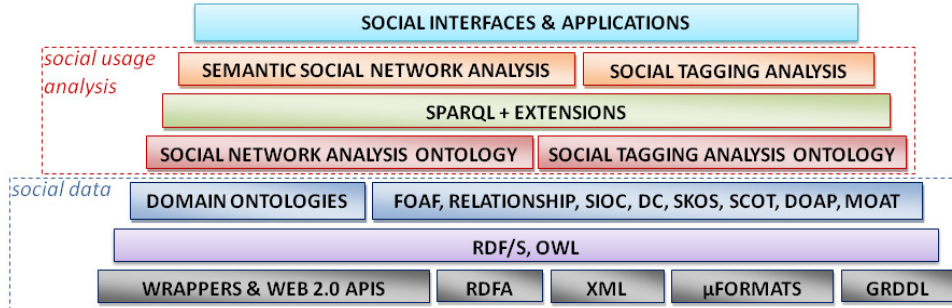 SOCIAL INTERFACES & APPLICATIONS
social usage
analysis
SEMANTIC SOCIAL NETWORK ANALYSIS
SOCIAL TAGGING ANALYSIS
SPARQL + EXTENSIONS
SOCIAL NETWORK ANALYSIS ONTOLOGY
SOCIAL TAGGING ANALYSIS ONTOLOGY
social data
DOMAIN ONTOLOGIES
FOAF, RELATIONSHIP, SIOC, DC, SKOS, SCOT, DOAP, MOAT
RDF/S, OWL
WRAPPERS & WEB 2.0 APIS
RDFA
XML
µFORMATS
GRDDL